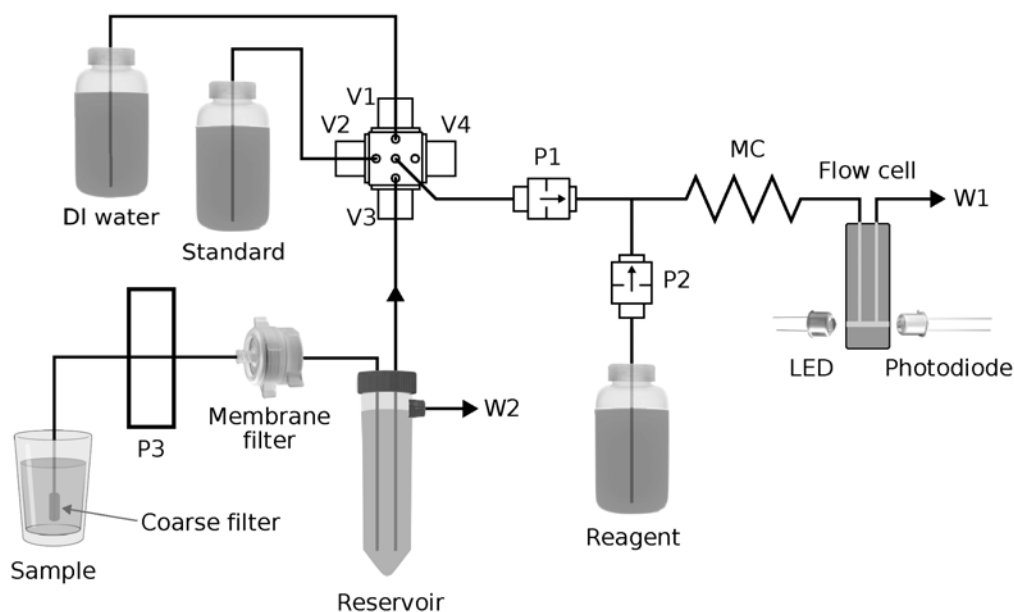 V1
V2
V4
V3
P1
MC
Flow cell
W1
DI water
Standard
P2
LED
Photodiode
Membrane
filter
W2
P3
Coarse filter
Sample
Reagent
Reservoir